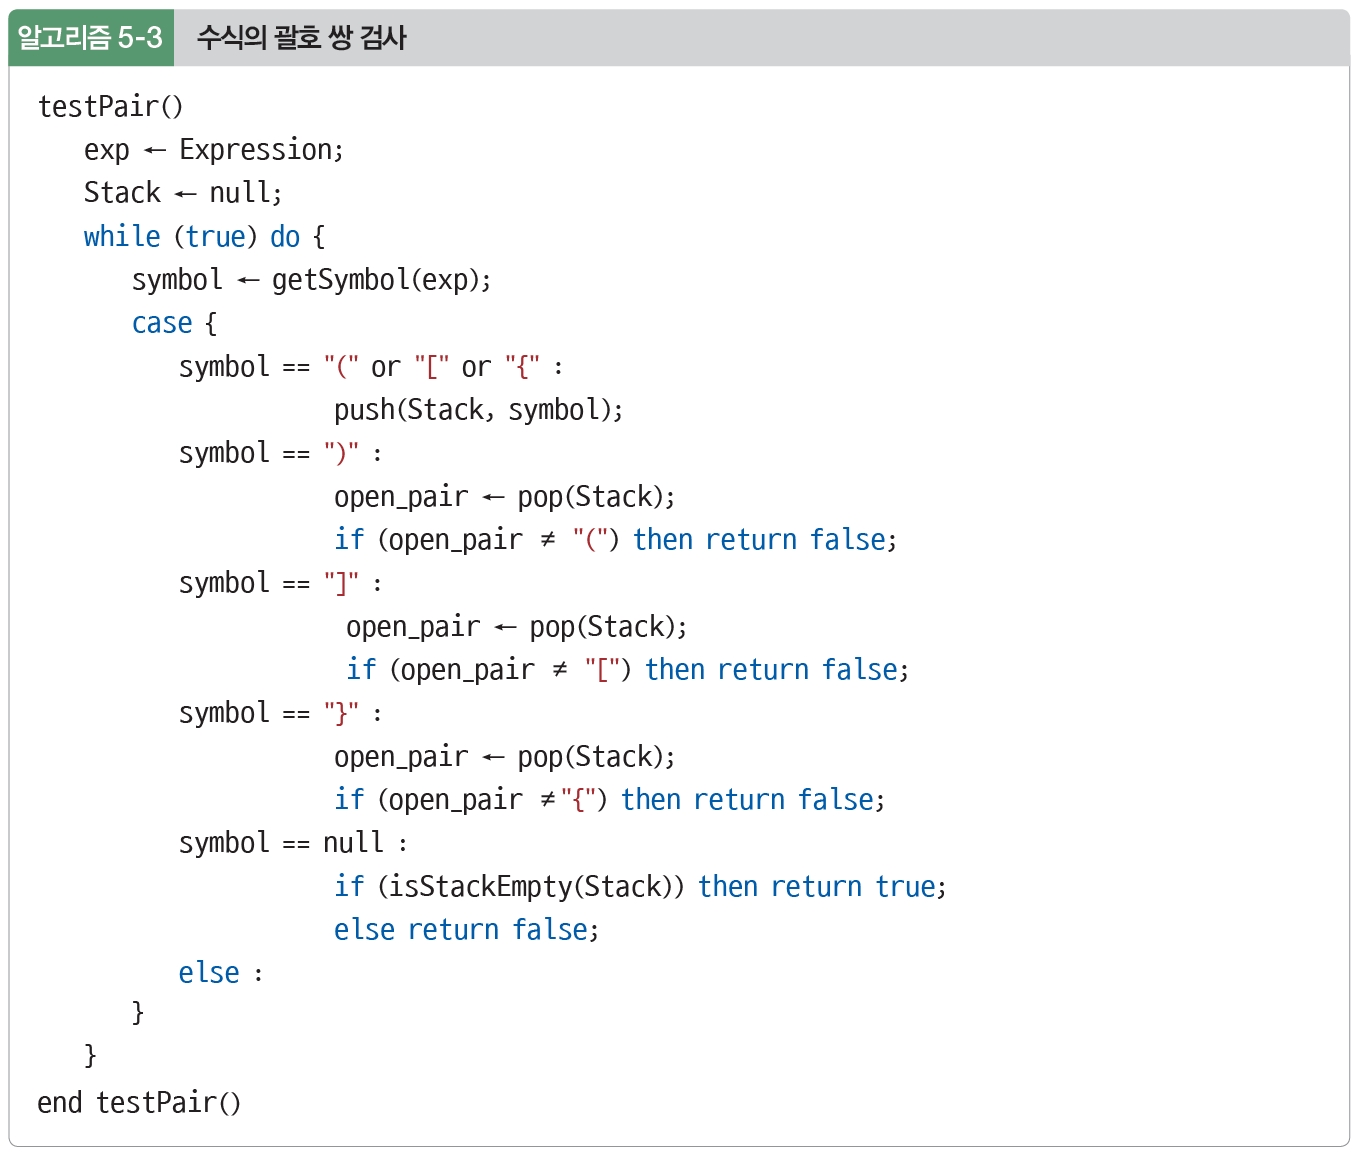 알고리즘 5-3 수식의 괄호 쌍 검사
testPair()
exp ← Expression;
Stack ← null;
while (true) do {
symbol ← getSymbol(exp);
case {
symbol == "(" or "[" or "{" :
push(Stack, symbol);
symbol == ")" :
open_pair ← pop(Stack);
if (open_pair ≠ "(") then return false;
symbol == "]" :
open_pair ← pop(Stack);
if (open_pair ≠ "[") then return false;
symbol == "}" :
open_pair ← pop(Stack);
if (open_pair ≠"{") then return false;
symbol == null :
if (isStackEmpty(Stack)) then return true;
else return false;
else :
}
}
end testPair()